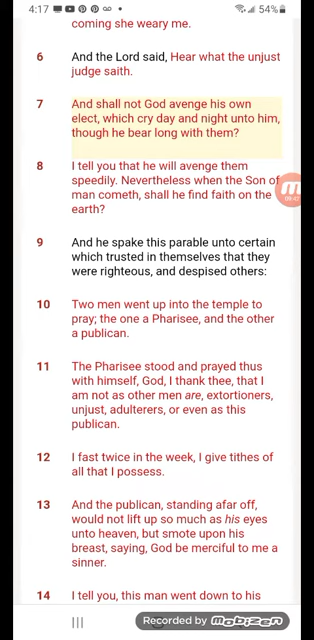 4:17 54%
coming she weary me.
6 And the Lord said, Hear what the unjust
judge saith.
7 And shall not God avenge his own
elect, which cry day and night unto him,
though he bear long with them?
8 I tell you that he will avenge them
speedily. Nevertheless when the Son of
man cometh, shall he find faith on the
earth?
9 And he spake this parable unto certain
which trusted in themselves that they
were righteous, and despised others:
10 Two men went up into the temple to
pray; the one a Pharisee, and the other
a publican.
11 The Pharisee stood and prayed thus
with himself, God, I thank thee, that I
am not as other men are, extortioners,
unjust, adulterers, or even as this
publican.
12 I fast twice in the week, I give tithes of
all that I possess.
13 And the publican, standing afar off,
would not lift up so much as his eyes
unto heaven, but smote upon his
breast, saying, God be merciful to me a
sinner.
14 I tell you, this man went down to his
Recorded by mobizen